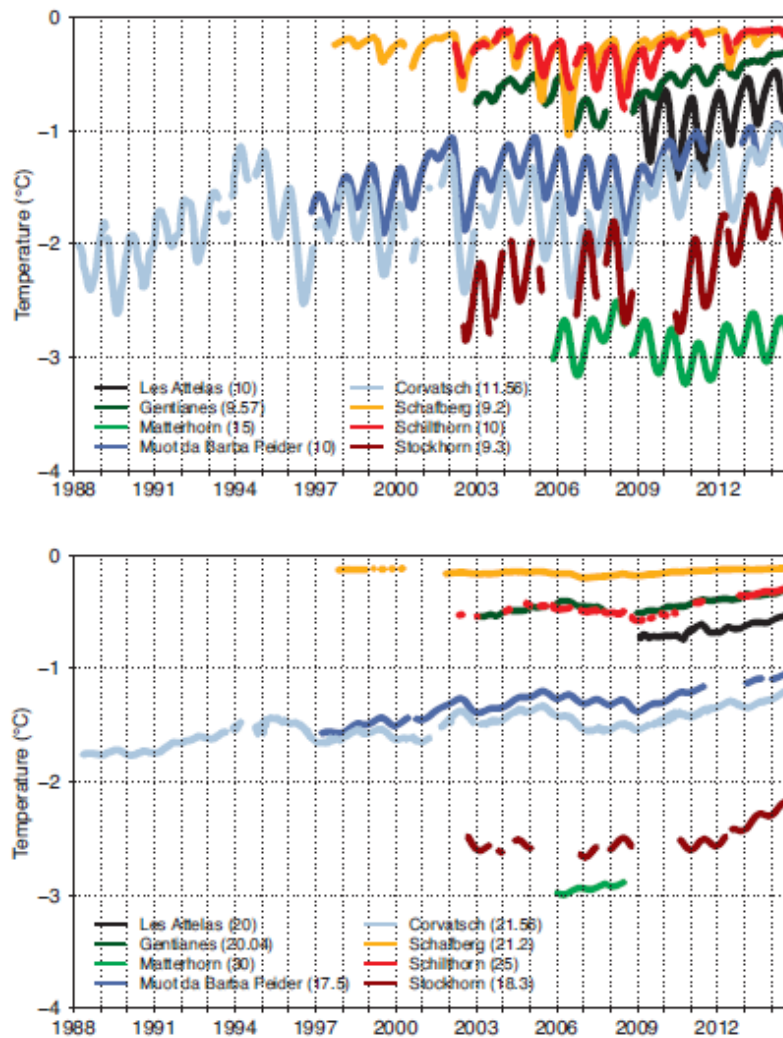 0
−1
−2
−3
−4
Temperature (°C)
Les Attelas (10)
Gentianes (9.57)
Matterhorn (15)
Muot da Barba Peider (10)
Corvatsch (11.56)
Schafberg (9.2)
Schilthorn (10)
Stockhorn (9.3)
1988 1991 1994 1997 2000 2003 2006 2009 2012
0
−1
−2
−3
−4
Temperature (°C)
Les Attelas (20)
Gentianes (20.04)
Matterhorn (30)
Muot da Barba Peider (17.5)
Corvatsch (21.56)
Schafberg (21.2)
Schilthorn (25)
Stockhorn (18.3)
1988 1991 1994 1997 2000 2003 2006 2009 2012